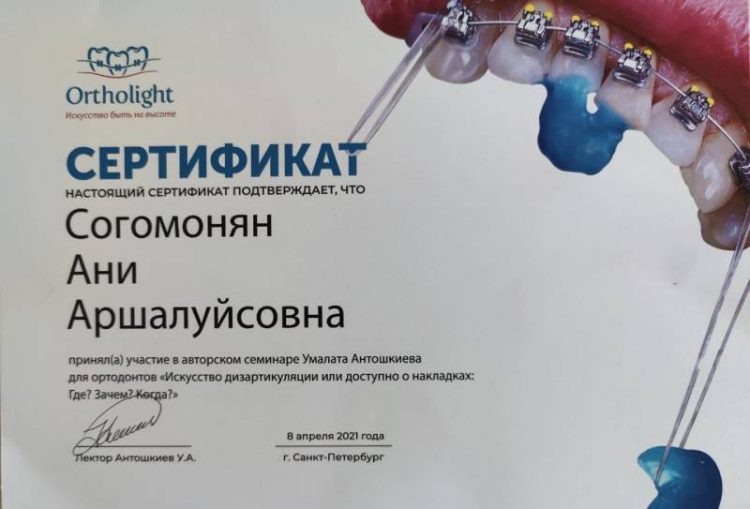 Ortholight
Искусство быть на высоте
СЕРТИФИКАТ
НАСТОЯЩИЙ СЕРТИФИКАТ ПОДТВЕРЖДАЕТ, ЧТО
Согомонян
Ани
Аршалуйсовна
принял(а) участие в авторском семинаре Умалата Антошкиева
для ортодонтов «Искусство дизартикуляции или доступно о накладках:
Где? Зачем? Когда?»
Лектор Антошкиев У.А.
8 апреля 2021 года
г. Санкт-Петербург